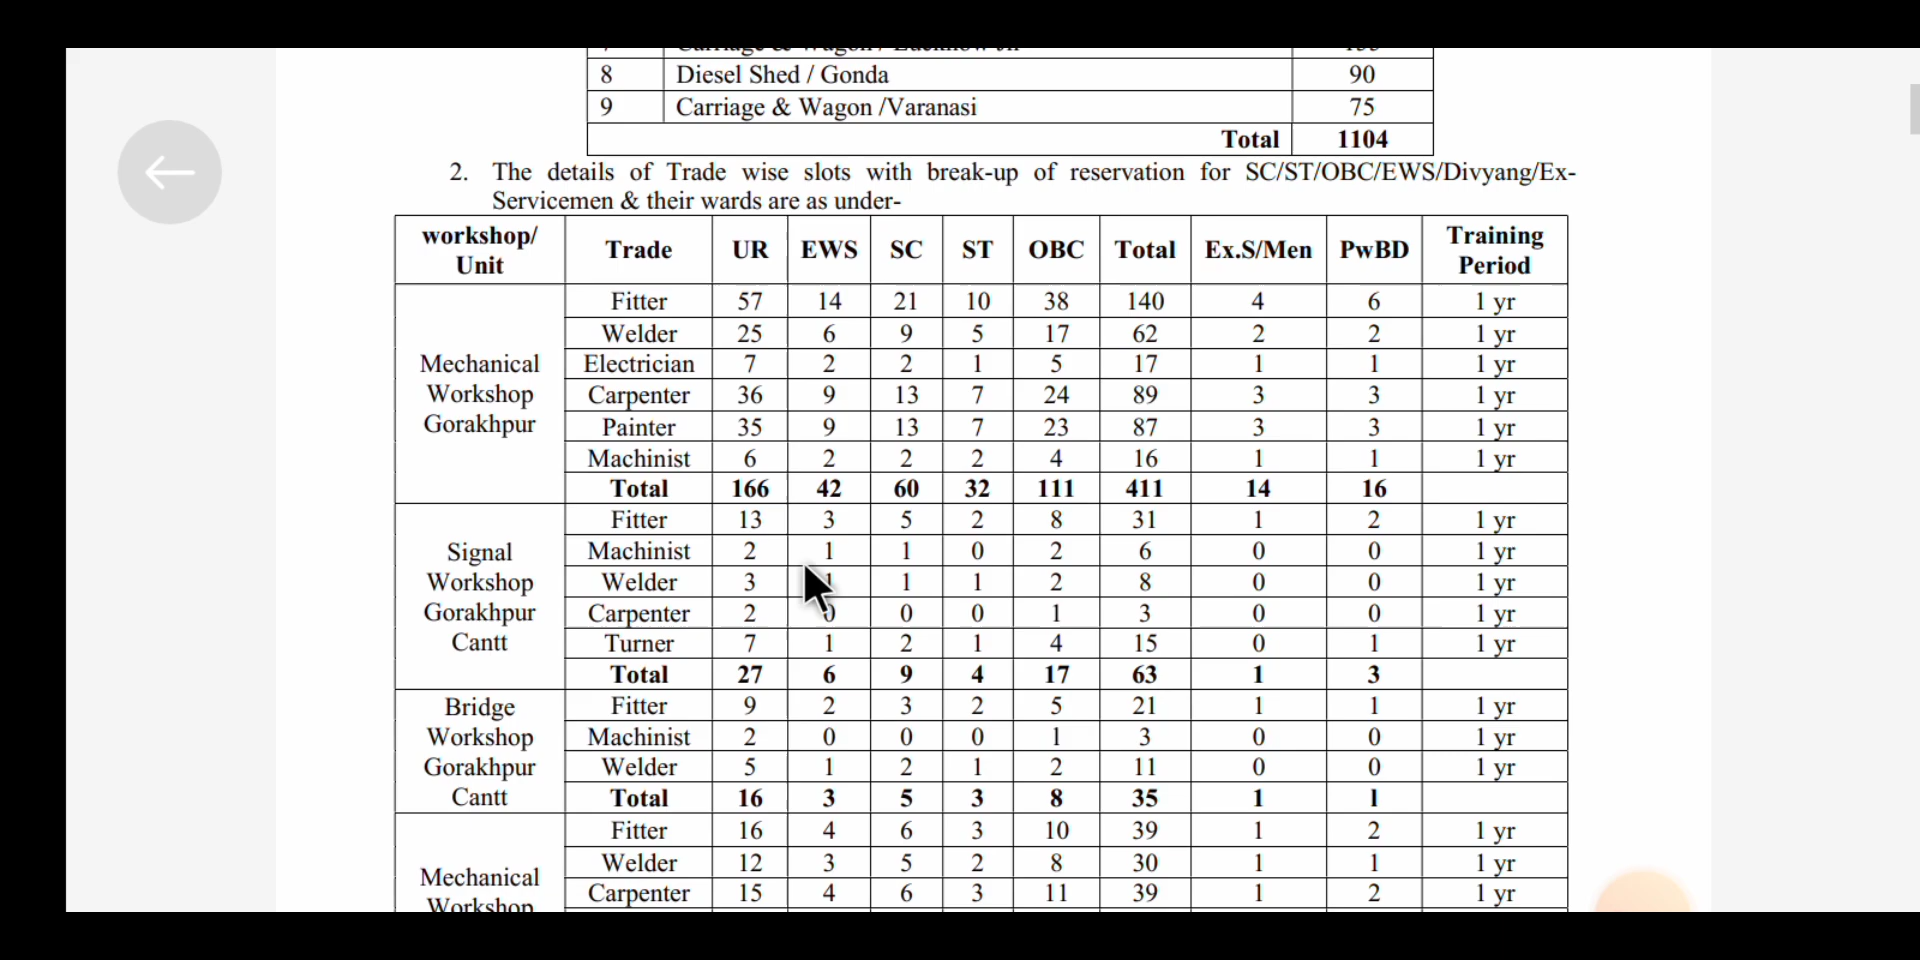 8 Diesel Shed / Gonda 90
9 Carriage & Wagon /Varanasi 75
Total 1104
2. The details of Trade wise slots with break-up of reservation for SC/ST/OBC/EWS/Divyang/Ex-
Servicemen & their wards are as under-
workshop/ Unit Trade UR EWS SC ST OBC Total Ex.S/Men PwBD Training Period
Mechanical Workshop Gorakhpur
Fitter 57 14 21 10 38 140 4 6 1 yr
Welder 25 6 9 5 17 62 2 2 1 yr
Electrician 7 2 2 1 5 17 1 1 1 yr
Carpenter 36 9 13 7 24 89 3 3 1 yr
Painter 35 9 13 7 23 87 3 3 1 yr
Machinist 6 2 2 2 4 16 1 1 1 yr
Total 166 42 60 32 111 411 14 16
Signal Workshop Gorakhpur Cantt
Fitter 13 3 5 2 8 31 1 2 1 yr
Machinist 2 1 1 0 2 6 0 0 1 yr
Welder 3 1 1 1 2 8 0 0 1 yr
Carpenter 2 0 0 0 1 3 0 0 1 yr
Turner 7 1 2 1 4 15 0 1 1 yr
Total 27 6 9 4 17 63 1 3
Bridge Workshop Gorakhpur Cantt
Fitter 9 2 3 2 5 21 1 1 1 yr
Machinist 2 0 0 0 1 3 0 0 1 yr
Welder 5 1 2 1 2 11 0 0 1 yr
Total 16 3 5 3 8 35 1 1
Mechanical Workshop
Fitter 16 4 6 3 10 39 1 2 1 yr
Welder 12 3 5 2 8 30 1 1 1 yr
Carpenter 15 4 6 3 11 39 1 2 1 yr